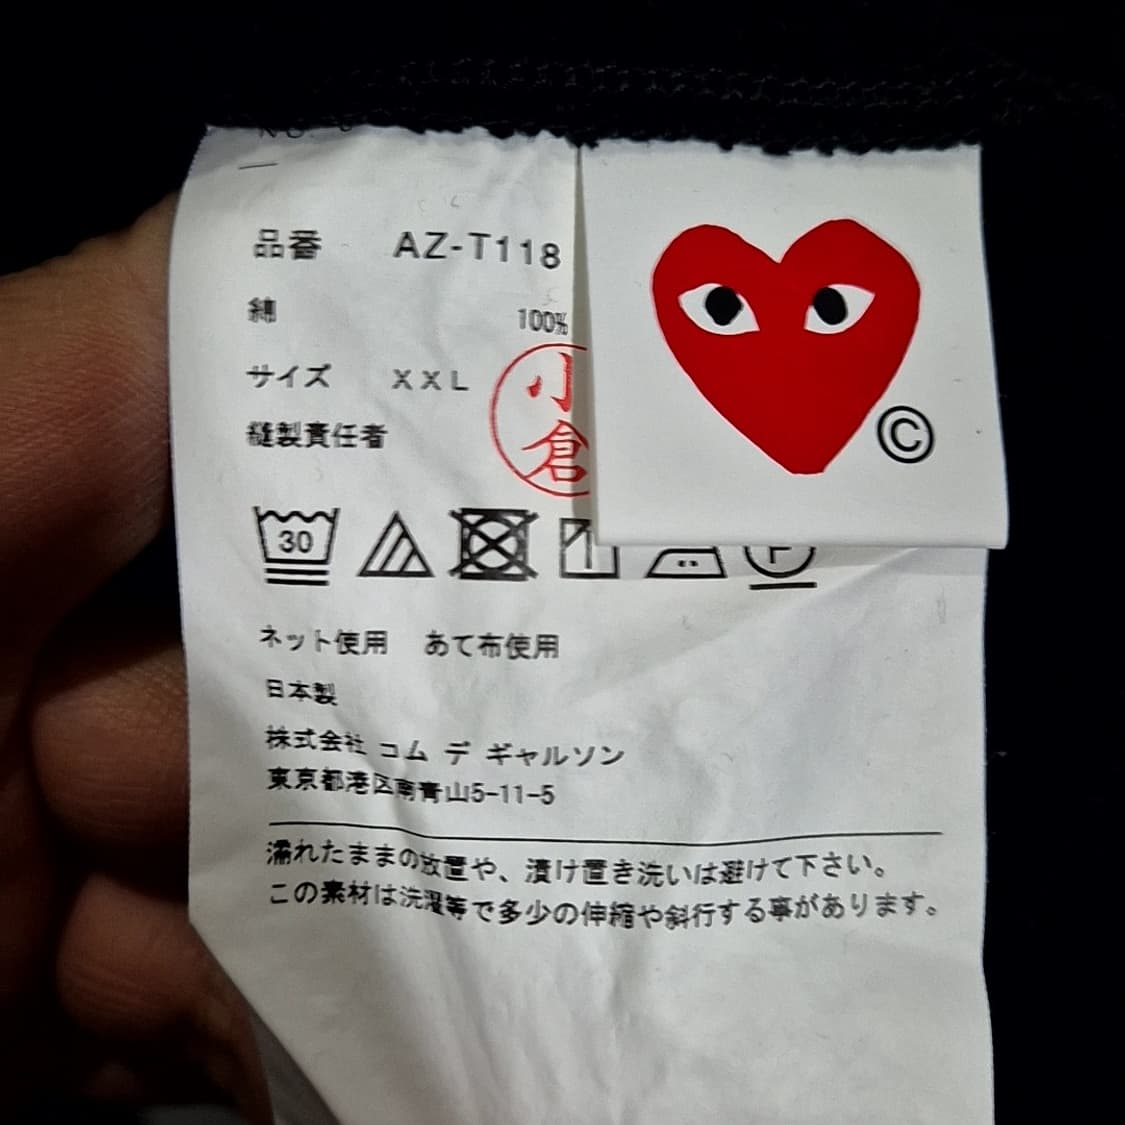 品番 AZ-T118
綿 100%
サイズ XXL
縫製責任者 小倉
©
30
ネット使用 あて布使用
日本製
株式会社 コム デ ギャルソン
東京都港区南青山5-11-5
濡れたままの放置や、漬け置き洗いは避けて下さい。
この素材は洗濯等で多少の伸縮や斜行する事があります。